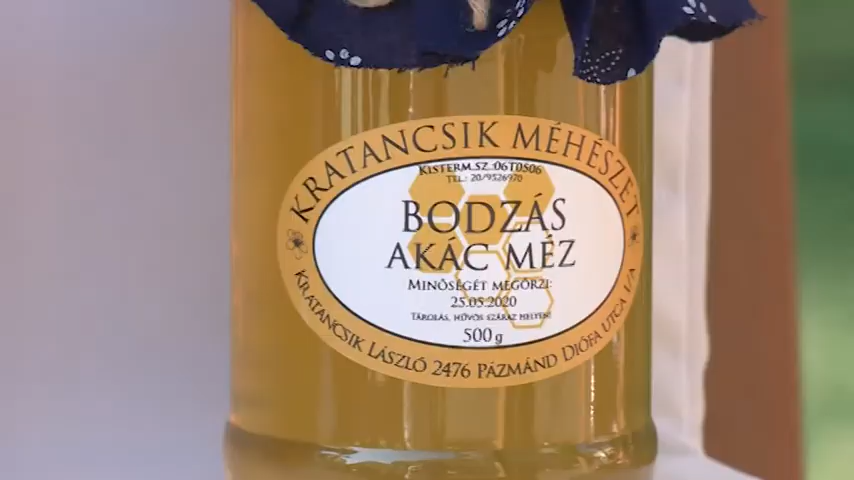 KRATANCSIK MÉHÉSZET
KISTERM.SZ.:06T0506
TEL.: 20/9526970
BODZÁS
AKÁC MÉZ
MINŐSÉGÉT MEGŐRZI:
25.05.2020
TÁROLÁS, HŰVÖS SZÁRAZ HELYEN!
500g
KRATANCSIK LÁSZLÓ 2476 PÁZMÁND DIÓFA UTCA 1/A